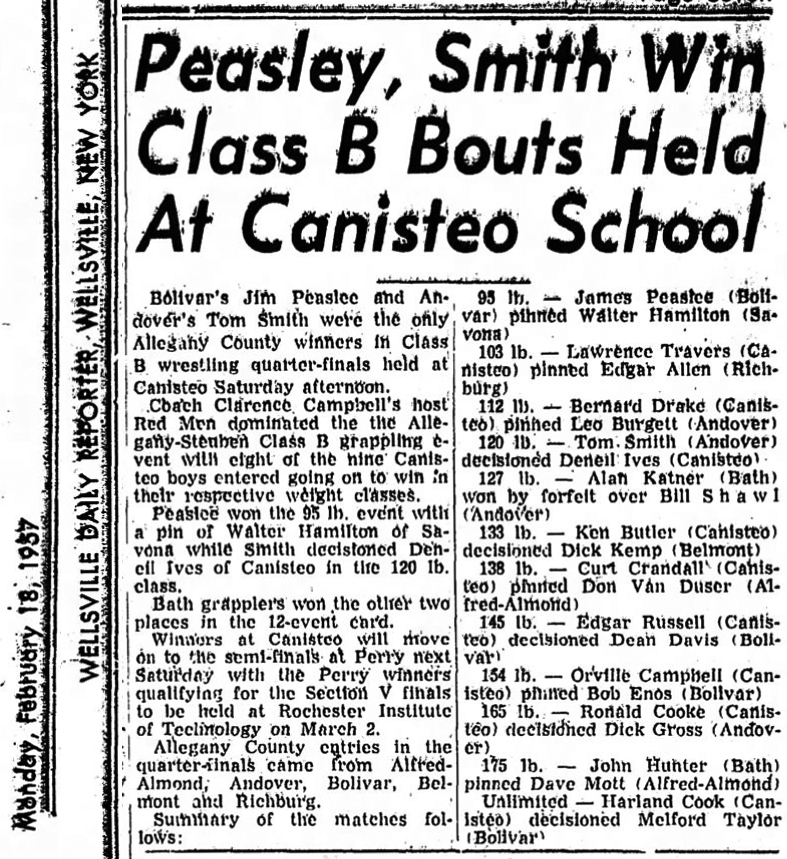 Monday, February 18, 1957
WELLSVILLE DAILY REPORTER, WELLSVILLE, NEW YORK
Peasley, Smith Win
Class B Bouts Held
At Canisteo School
Bolivar's Jim Peaslee and An-
dover's Tom Smith were the only
Allegany County winners in Class
B wrestling quarter-finals held at
Canisteo Saturday afternoon.
Coach Clarence Campbell's host
Red Men dominated the the Alle-
gany-Steuben Class B grappling e-
vent with eight of the nine Canis-
teo boys entered going on to win in
their respective weight classes.
Peaslee won the 95 lb. event with
a pin of Walter Hamilton of Sa-
vona while Smith decisioned Den-
eil Ives of Canisteo in the 120 lb.
class.
Bath grapplers won the other two
places in the 12-event card.
Winners at Canisteo will move
on to the semi-finals at Perry next
Saturday with the Perry winners
qualifying for the Section V finals
to be held at Rochester Institute
of Technology on March 2.
Allegany County entries in the
quarter-finals came from Alfred-
Almond, Andover, Bolivar, Bel-
mont and Richburg.
Summary of the matches fol-
lows:
95 lb. — James Peaslee (Boli-
var) pinned Walter Hamilton (Sa-
vona)
103 lb. — Lawrence Travers (Ca-
nisteo) pinned Edgar Allen (Rich-
burg)
112 lb. — Bernard Drake (Canis-
teo) pinned Leo Burgett (Andover)
120 lb. — Tom Smith (Andover)
decisioned Deneil Ives (Canisteo)
127 lb. — Alan Katner (Bath)
won by forfeit over Bill Shawl
(Andover)
133 lb. — Ken Butler (Canisteo)
decisioned Dick Kemp (Belmont)
138 lb. — Curt Crandall (Canis-
teo) pinned Don Van Duser (Al-
fred-Almond)
145 lb. — Edgar Russell (Canis-
teo) decisioned Dean Davis (Boli-
var)
154 lb. — Orville Campbell (Can-
isteo) pinned Bob Enos (Bolivar)
165 lb. — Ronald Cooke (Canis-
teo) decisioned Dick Gross (Andov-
er)
175 lb. — John Hunter (Bath)
pinned Dave Mott (Alfred-Almond)
Unlimited — Harland Cook (Can-
isteo) decisioned Melford Taylor
(Bolivar)